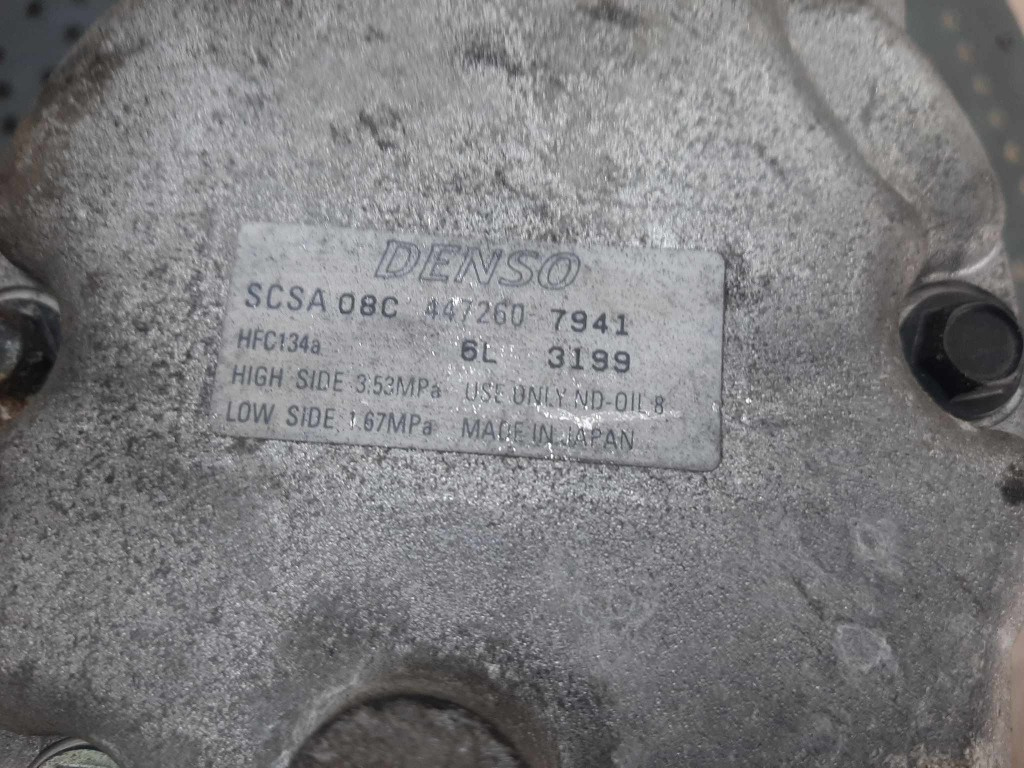 DENSO
SCSA 08C 447260 7941
HFC134a 6L 3199
HIGH SIDE 3.53MPa USE ONLY ND-OIL 8
LOW SIDE 1.67MPa MADE IN JAPAN